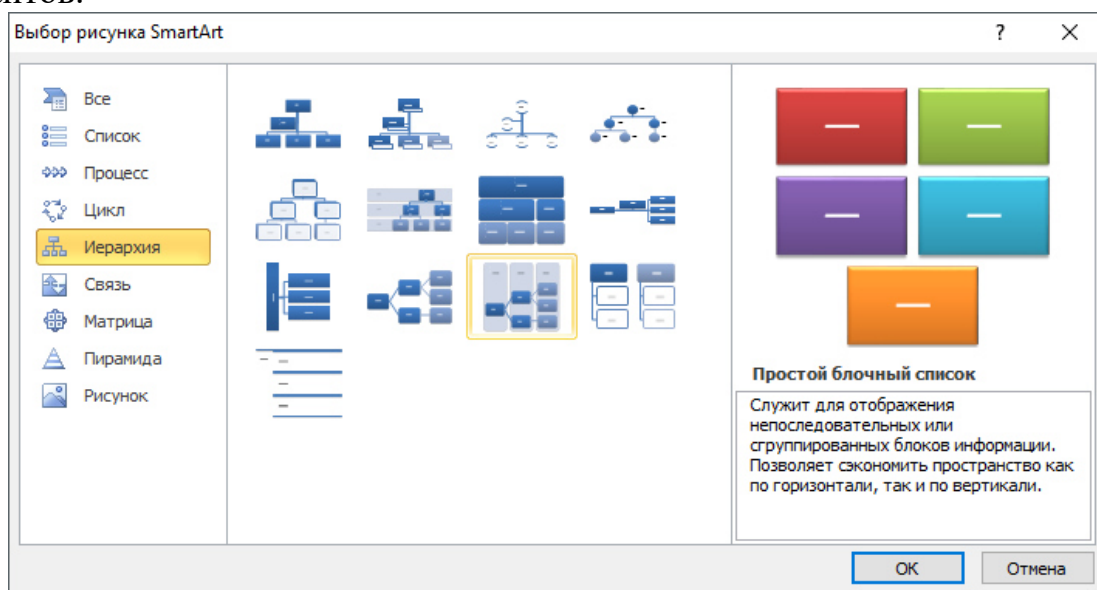 Выбор рисунка SmartArt
?
Все
Список
Процесс
Цикл
Иерархия
Связь
Матрица
Пирамида
Рисунок
Простой блочный список
Служит для отображения
непоследовательных или
сгруппированных блоков информации.
Позволяет сэкономить пространство как
по горизонтали, так и по вертикали.
ОК
Отмена